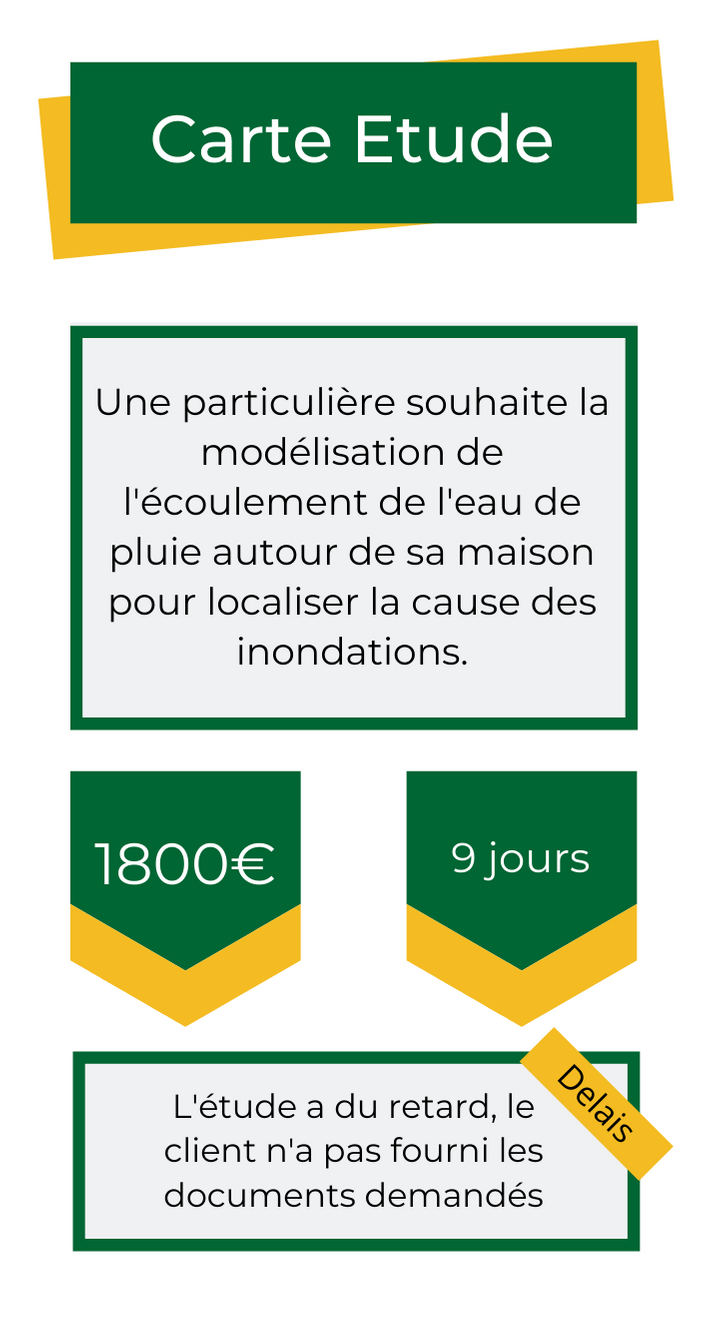 Carte Etude
Une particulière souhaite la
modélisation de
l'écoulement de l'eau de
pluie autour de sa maison
pour localiser la cause des
inondations.
1800€
9 jours
Delais
L'étude a du retard, le
client n'a pas fourni les
documents demandés